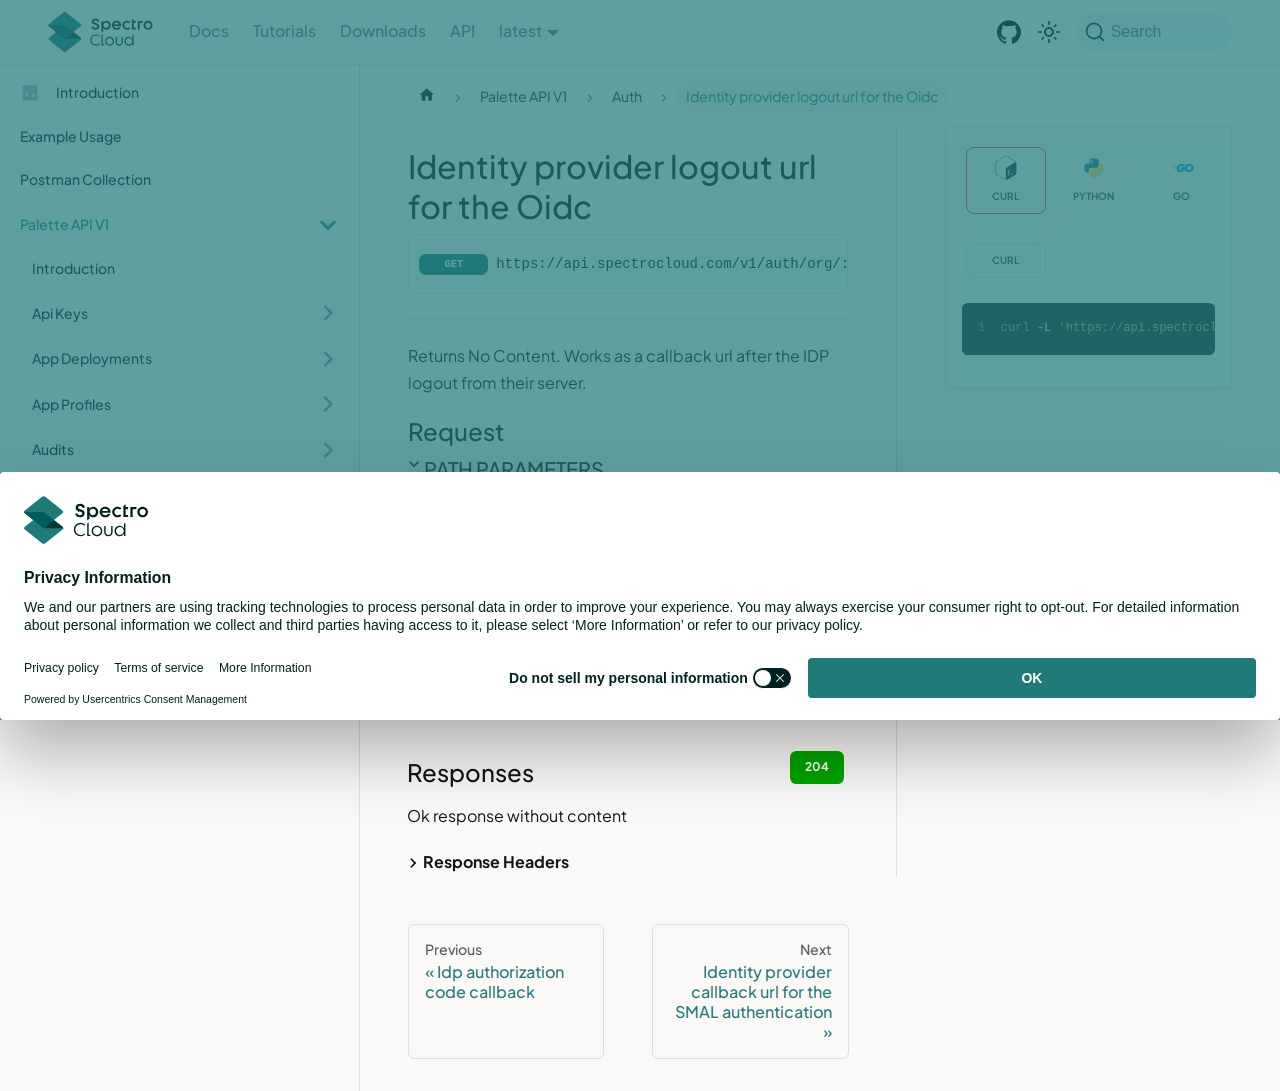 Spectro Cloud
Docs
Tutorials
Downloads
API
latest
Search
Introduction
Example Usage
Postman Collection
Palette API V1
Introduction
Api Keys
App Deployments
App Profiles
Audits
Palette API V1
Auth
Identity provider logout url for the Oidc
Identity provider logout url
for the Oidc
GET https://api.spectrocloud.com/v1/auth/org/:
Returns No Content. Works as a callback url after the IDP
logout from their server.
Request
PATH PARAMETERS
CURL
PYTHON
GO
CURL
1 curl -L 'https://api.spectrocl
Spectro
Cloud
Privacy Information
We and our partners are using tracking technologies to process personal data in order to improve your experience. You may always exercise your consumer right to opt-out. For detailed information
about personal information we collect and third parties having access to it, please select ‘More Information’ or refer to our privacy policy.
Privacy policy
Terms of service
More Information
Powered by Usercentrics Consent Management
Do not sell my personal information
OK
Responses
204
Ok response without content
Response Headers
Previous
« Idp authorization
code callback
Next
Identity provider
callback url for the
SMAL authentication
»